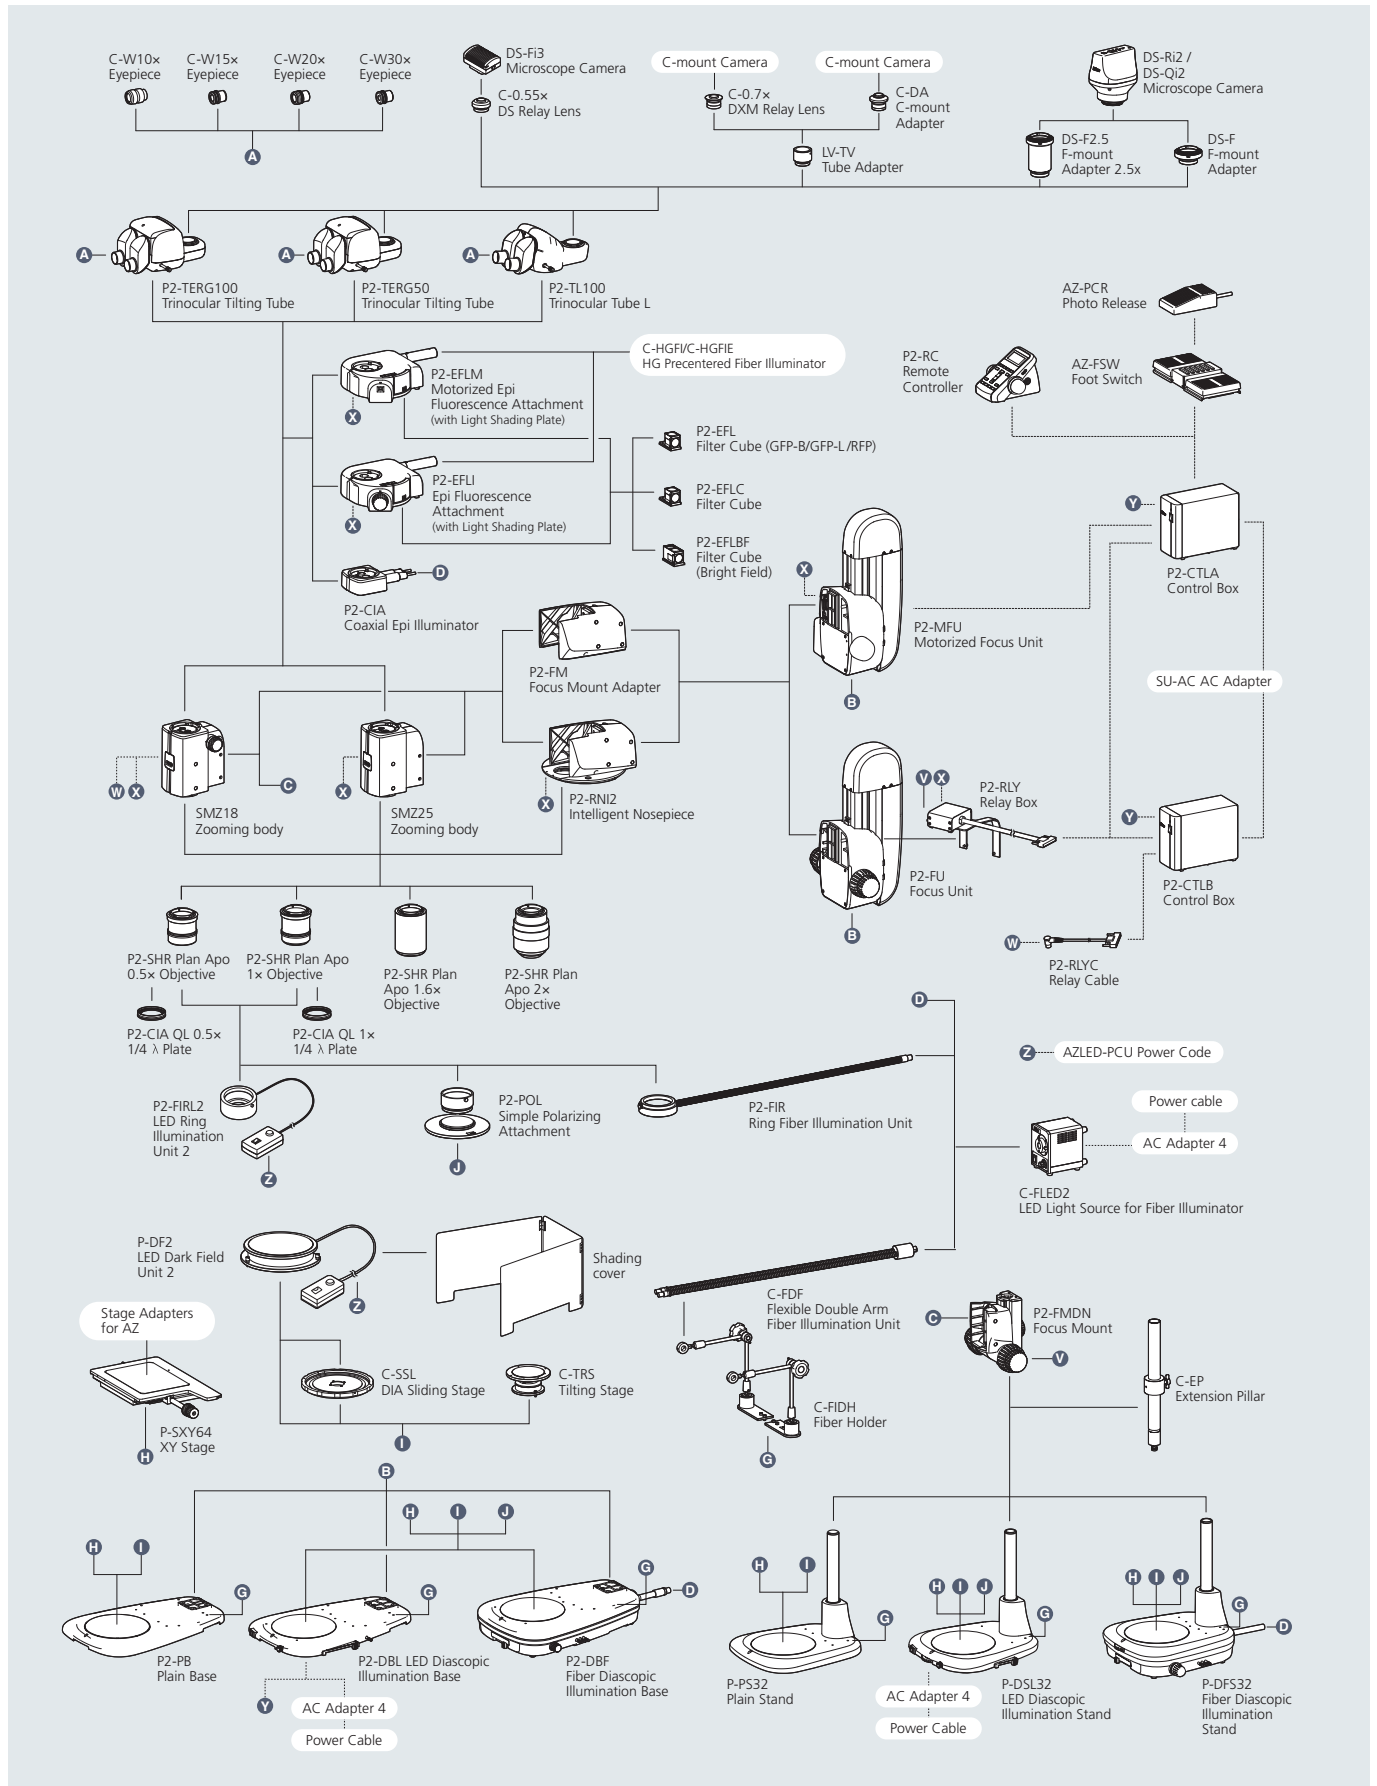 C-W10×
Eyepiece
C-W15×
Eyepiece
C-W20×
Eyepiece
C-W30×
Eyepiece
A
DS-Fi3
Microscope Camera
C-0.55×
DS Relay Lens
C-mount Camera
C-mount Camera
C-0.7×
DXM Relay Lens
C-DA
C-mount
Adapter
LV-TV
Tube Adapter
DS-Ri2 /
DS-Qi2
Microscope Camera
DS-F2.5
F-mount
Adapter 2.5x
DS-F
F-mount
Adapter
A
P2-TERG100
Trinocular Tilting Tube
A
P2-TERG50
Trinocular Tilting Tube
A
P2-TL100
Trinocular Tube L
AZ-PCR
Photo Release
P2-RC
Remote
Controller
AZ-FSW
Foot Switch
C-HGFI/C-HGFIE
HG Precentered Fiber Illuminator
P2-EFLM
Motorized Epi
Fluorescence Attachment
(with Light Shading Plate)
X
P2-EFLI
Epi Fluorescence
Attachment
(with Light Shading Plate)
X
P2-EFL
Filter Cube (GFP-B/GFP-L/RFP)
P2-EFLC
Filter Cube
P2-EFLBF
Filter Cube
(Bright Field)
D
P2-CIA
Coaxial Epi Illuminator
X
P2-MFU
Motorized Focus Unit
B
Y
P2-CTLA
Control Box
SU-AC AC Adapter
P2-FM
Focus Mount Adapter
W
X
C
SMZ18
Zooming body
X
SMZ25
Zooming body
X
P2-RNI2
Intelligent Nosepiece
V
X
P2-RLY
Relay Box
P2-FU
Focus Unit
B
Y
P2-CTLB
Control Box
W
P2-RLYC
Relay Cable
P2-SHR Plan Apo
0.5× Objective
P2-SHR Plan Apo
1× Objective
P2-SHR Plan
Apo 1.6×
Objective
P2-SHR Plan
Apo 2×
Objective
P2-CIA QL 0.5×
1/4 λ Plate
P2-CIA QL 1×
1/4 λ Plate
D
Z
AZLED-PCU Power Code
P2-FIRL2
LED Ring
Illumination
Unit 2
Z
P2-POL
Simple Polarizing
Attachment
J
P2-FIR
Ring Fiber Illumination Unit
Power cable
AC Adapter 4
C-FLED2
LED Light Source for Fiber Illuminator
P-DF2
LED Dark Field
Unit 2
Z
Shading
cover
C-FDF
Flexible Double Arm
Fiber Illumination Unit
C-FIDH
Fiber Holder
G
C
P2-FMDN
Focus Mount
V
C-EP
Extension Pillar
Stage Adapters
for AZ
P-SXY64
XY Stage
H
C-SSL
DIA Sliding Stage
C-TRS
Tilting Stage
I
B
H
I
J
H
I
G
P2-PB
Plain Base
G
P2-DBL LED Diascopic
Illumination Base
Y
AC Adapter 4
Power Cable
G
D
P2-DBF
Fiber Diascopic
Illumination Base
H
I
G
P-PS32
Plain Stand
H
I
J
G
P-DSL32
LED Diascopic
Illumination Stand
AC Adapter 4
Power Cable
H
I
J
G
D
P-DFS32
Fiber Diascopic
Illumination
Stand